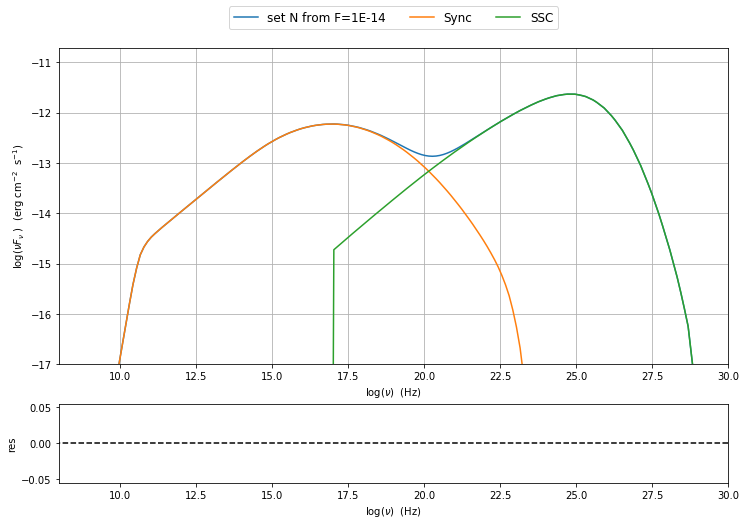 set N from F=1E-14 Sync SSC
−11
−12
−13
−14
−15
−16
−17
log(νFν ) (erg cm⁻² s⁻¹)
10.0 12.5 15.0 17.5 20.0 22.5 25.0 27.5 30.0
log(ν) (Hz)
0.05
0.00
−0.05
res
10.0 12.5 15.0 17.5 20.0 22.5 25.0 27.5 30.0
log(ν) (Hz)